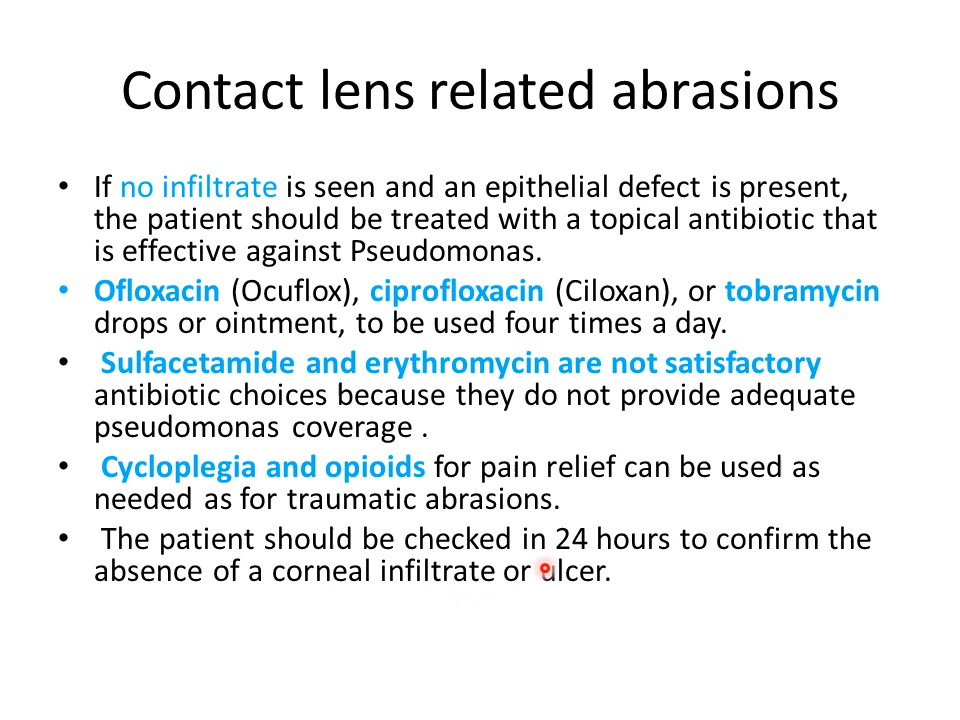 Contact lens related abrasions
• If no infiltrate is seen and an epithelial defect is present,
the patient should be treated with a topical antibiotic that
is effective against Pseudomonas.
• Ofloxacin (Ocuflox), ciprofloxacin (Ciloxan), or tobramycin
drops or ointment, to be used four times a day.
• Sulfacetamide and erythromycin are not satisfactory
antibiotic choices because they do not provide adequate
pseudomonas coverage .
• Cycloplegia and opioids for pain relief can be used as
needed as for traumatic abrasions.
• The patient should be checked in 24 hours to confirm the
absence of a corneal infiltrate or ulcer.